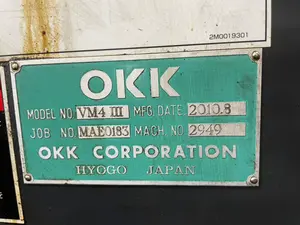 2M0019301
OKK
MODEL NO. VM4 III MFG. DATE. 2010.8
JOB NO. MAE0183 MACH. NO. 2949
OKK CORPORATION
HYOGO JAPAN